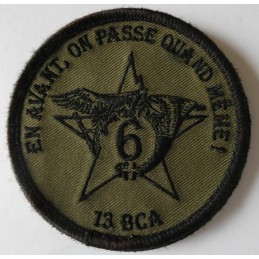 EN AVANT, ON PASSE QUAND MÊME!
6
13 BCA